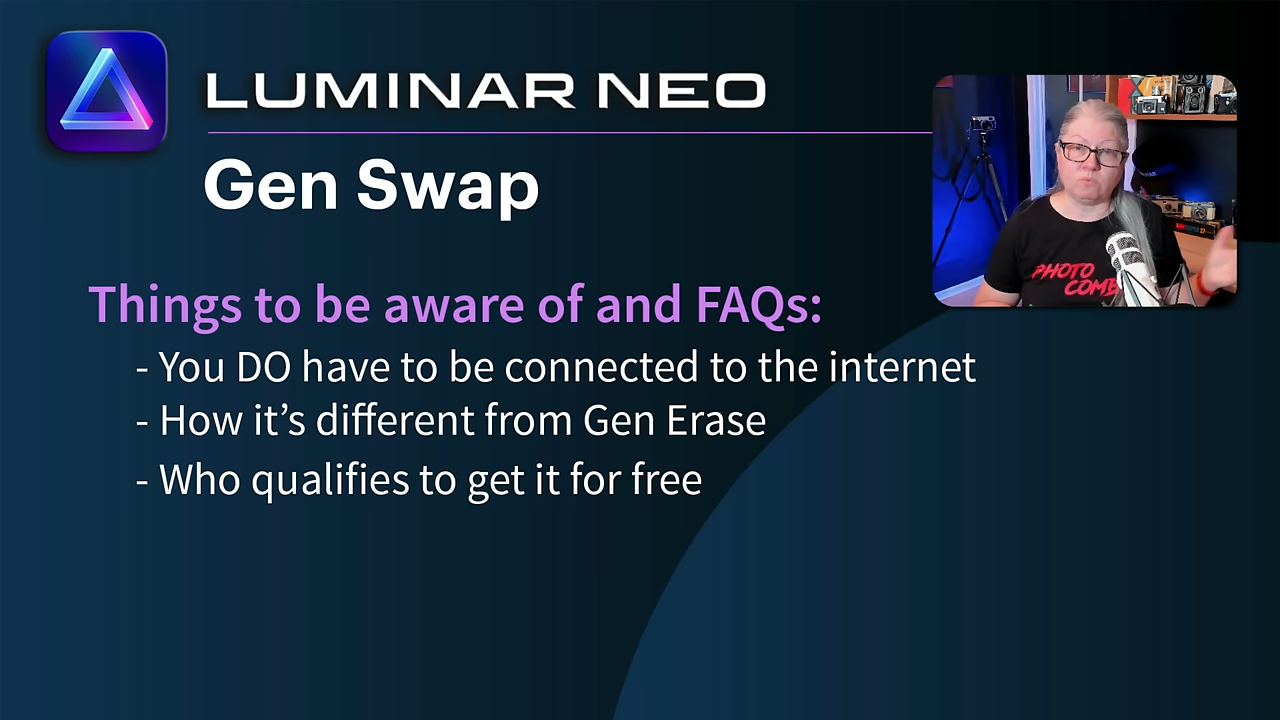 LUMINAR NEO
Gen Swap
Things to be aware of and FAQs:
- You DO have to be connected to the internet
- How it’s different from Gen Erase
- Who qualifies to get it for free
PHOTO
COMB